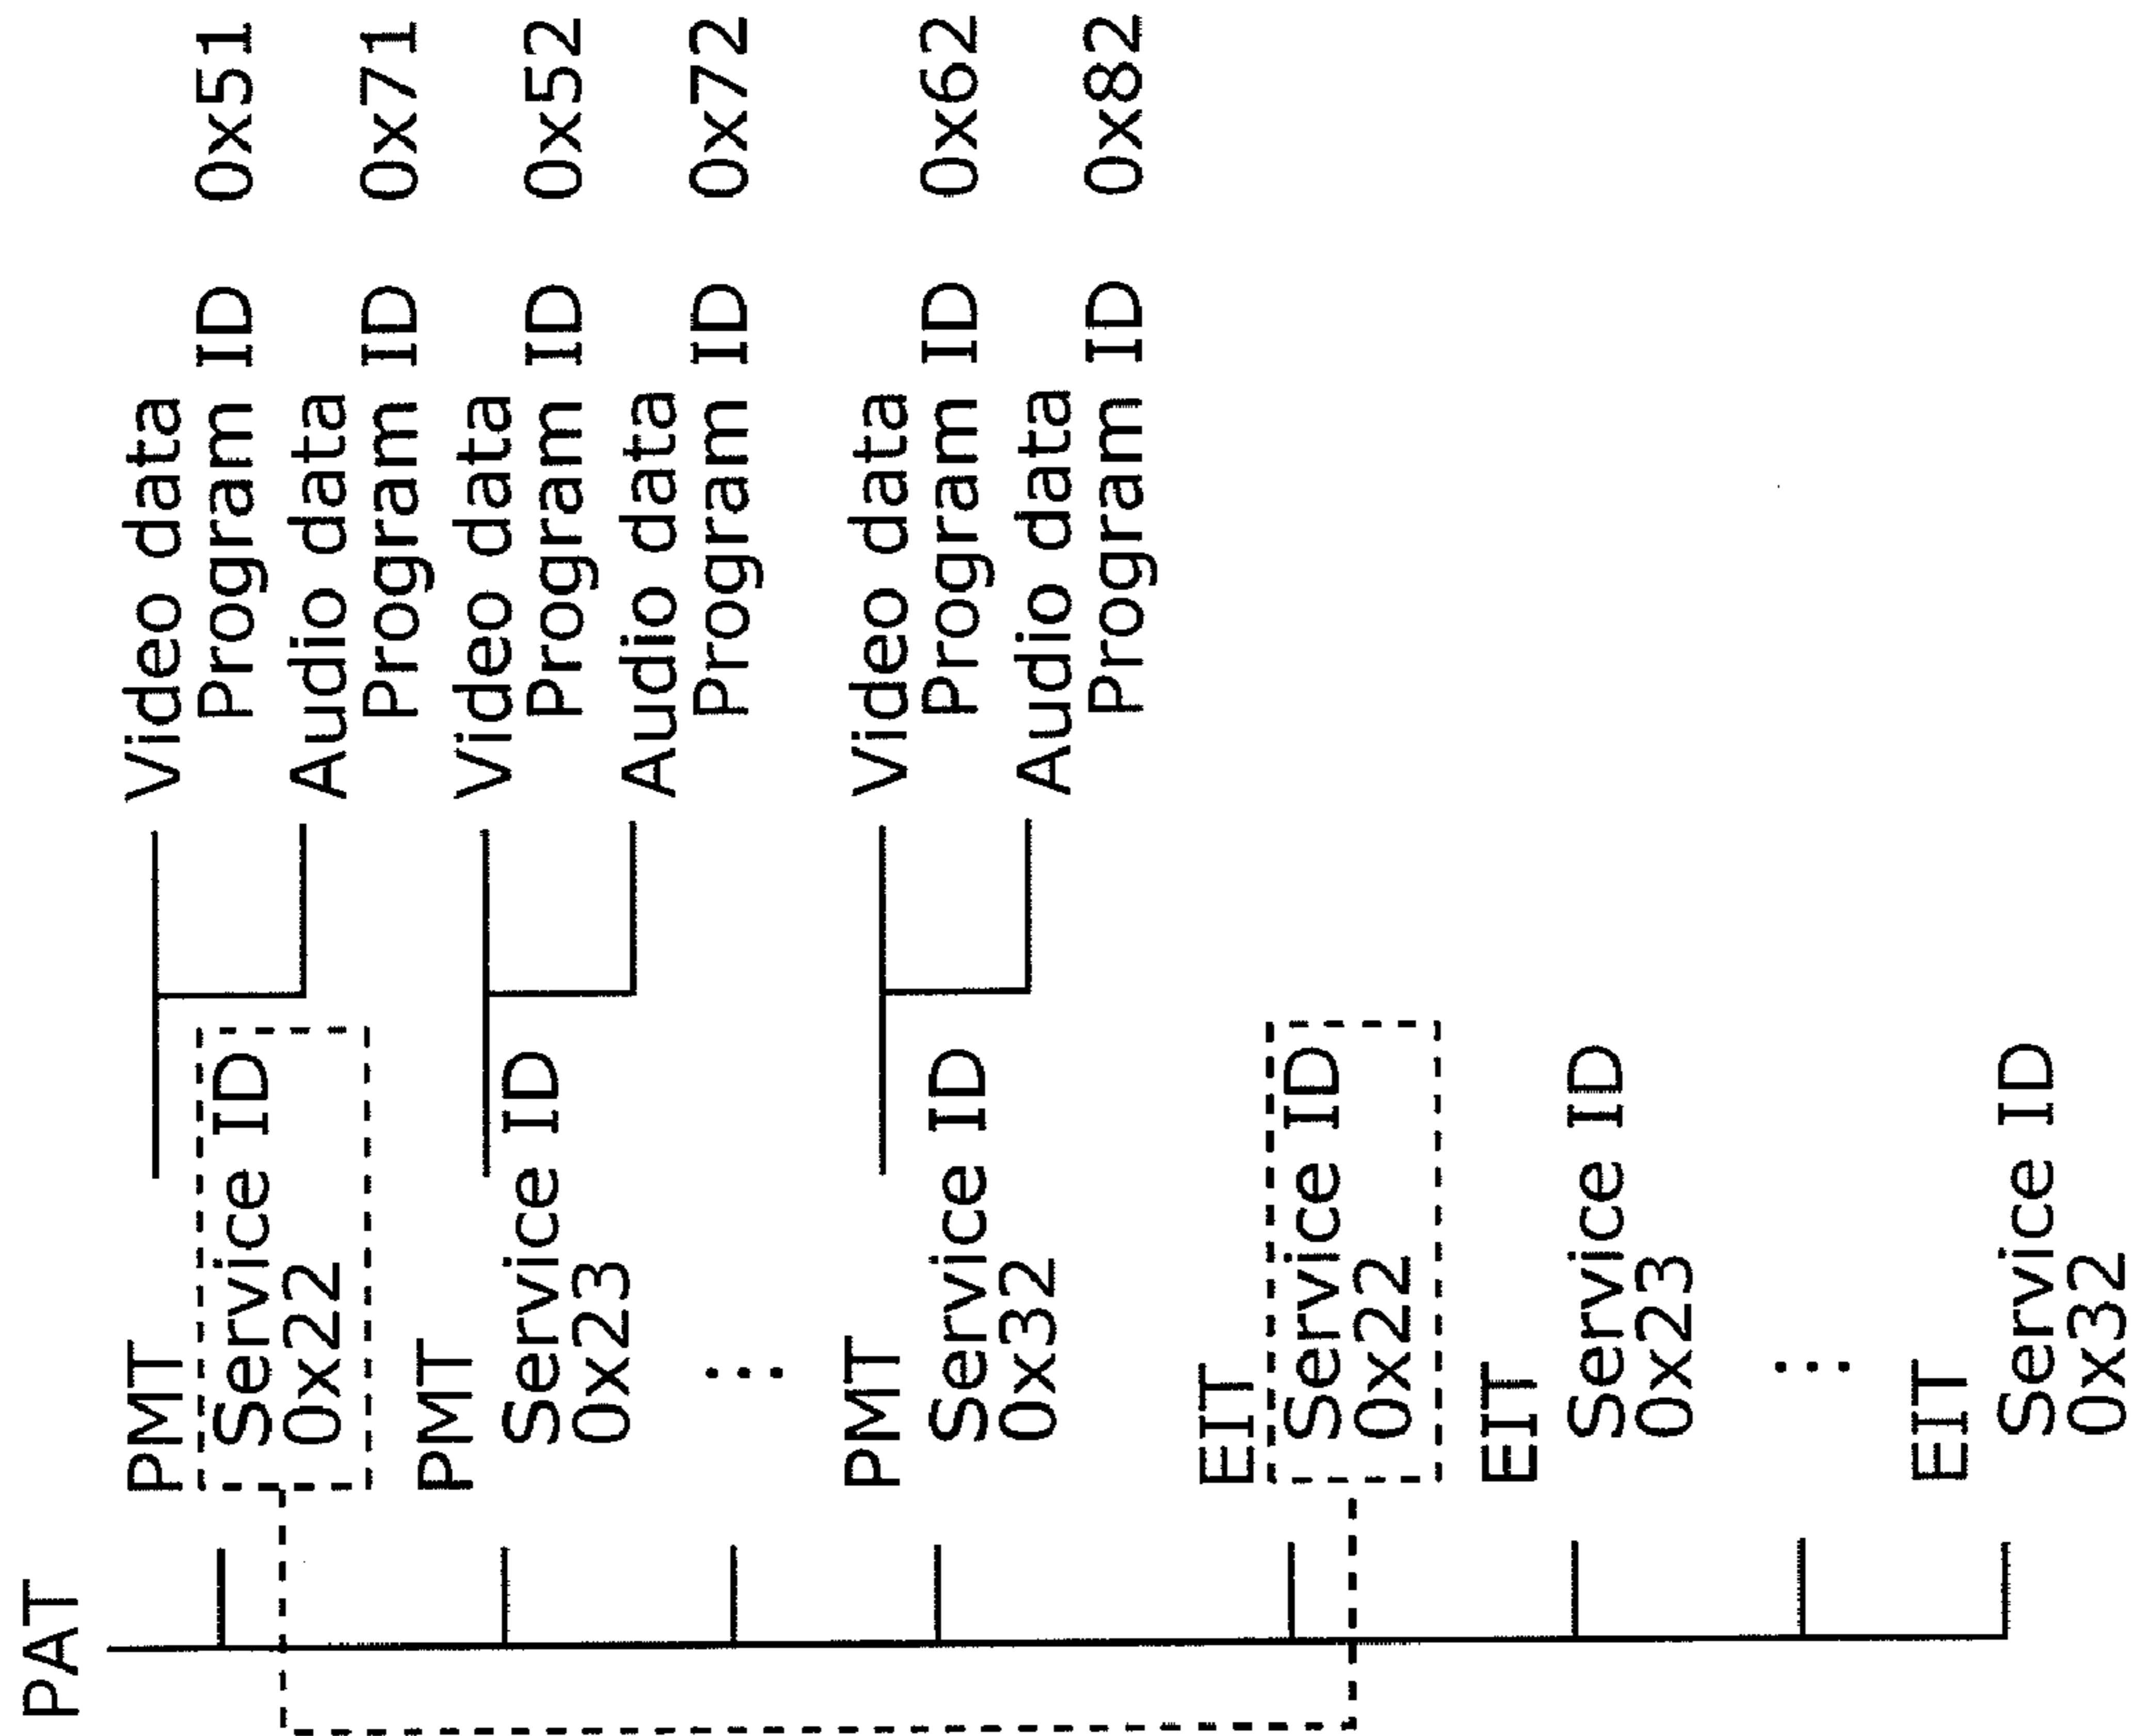 PAT
PMT
Service ID
0x22
Video data
Program ID 0x51
Audio data
Program ID 0x71
PMT
Service ID
0x23
Video data
Program ID 0x52
Audio data
Program ID 0x72
⋮
PMT
Service ID
0x32
Video data
Program ID 0x62
Audio data
Program ID 0x82
EIT
Service ID
0x22
EIT
Service ID
0x23
⋮
EIT
Service ID
0x32